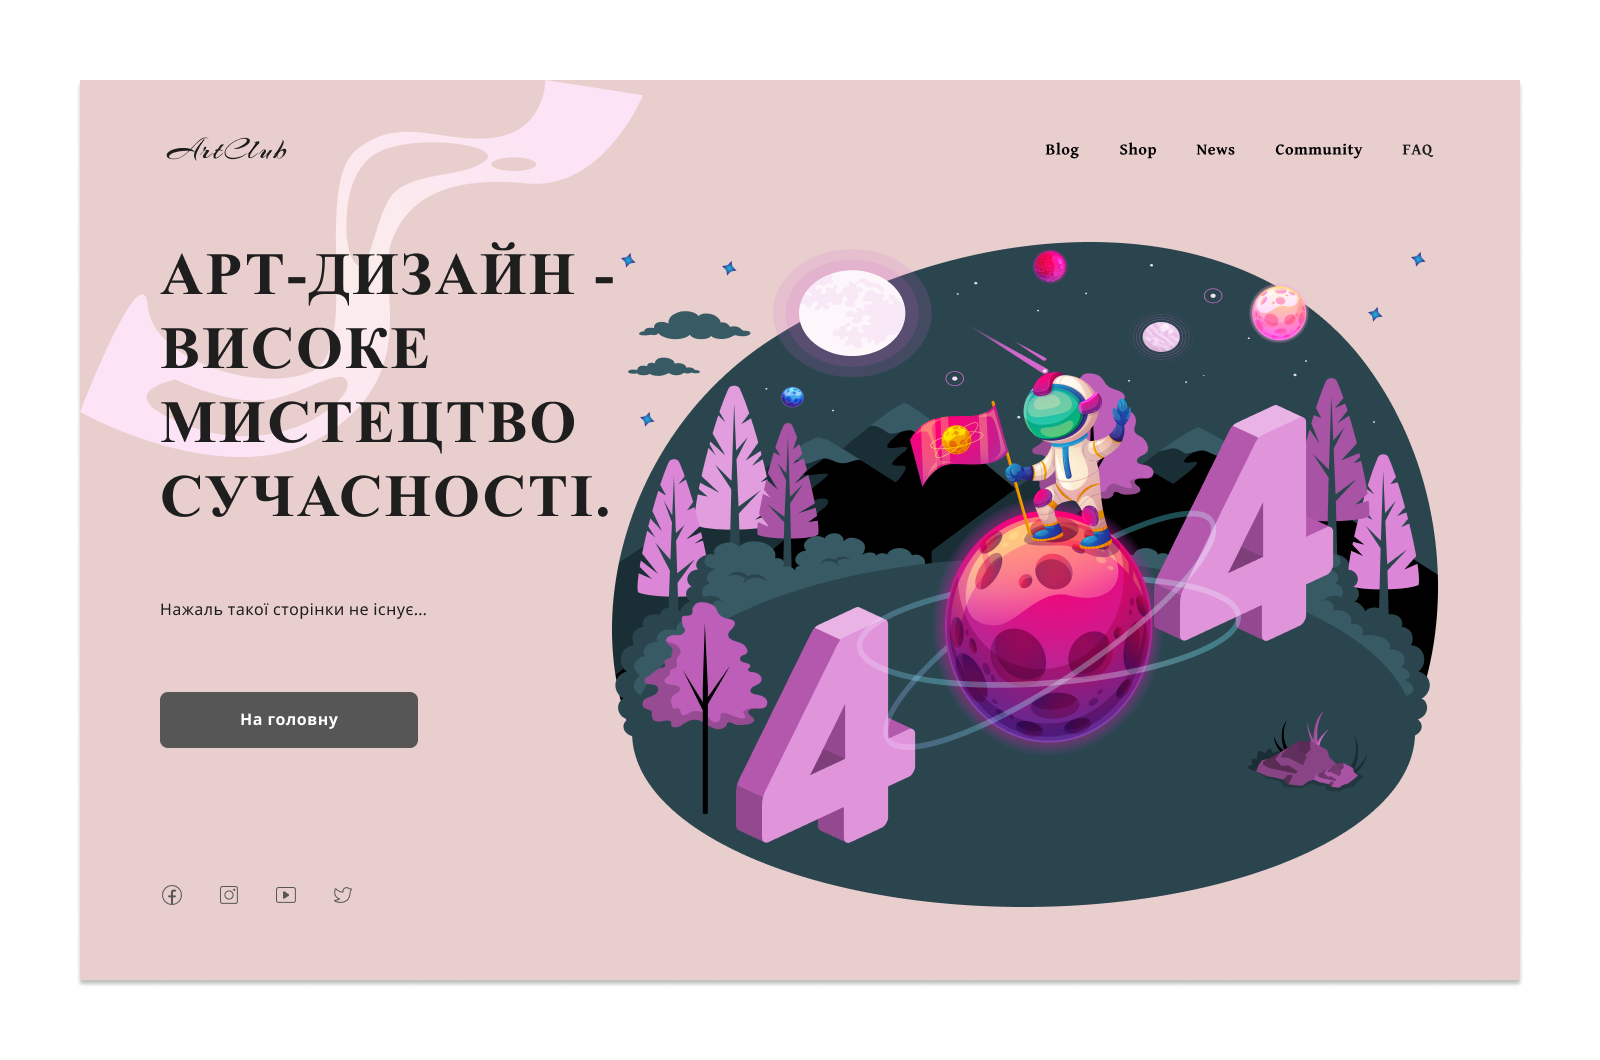 ArtClub
Blog Shop News Community FAQ
АРТ-ДИЗАЙН -
ВИСОКЕ
МИСТЕЦТВО
СУЧАСНОСТІ.
Нажаль такої сторінки не існує...
На головну
4 4